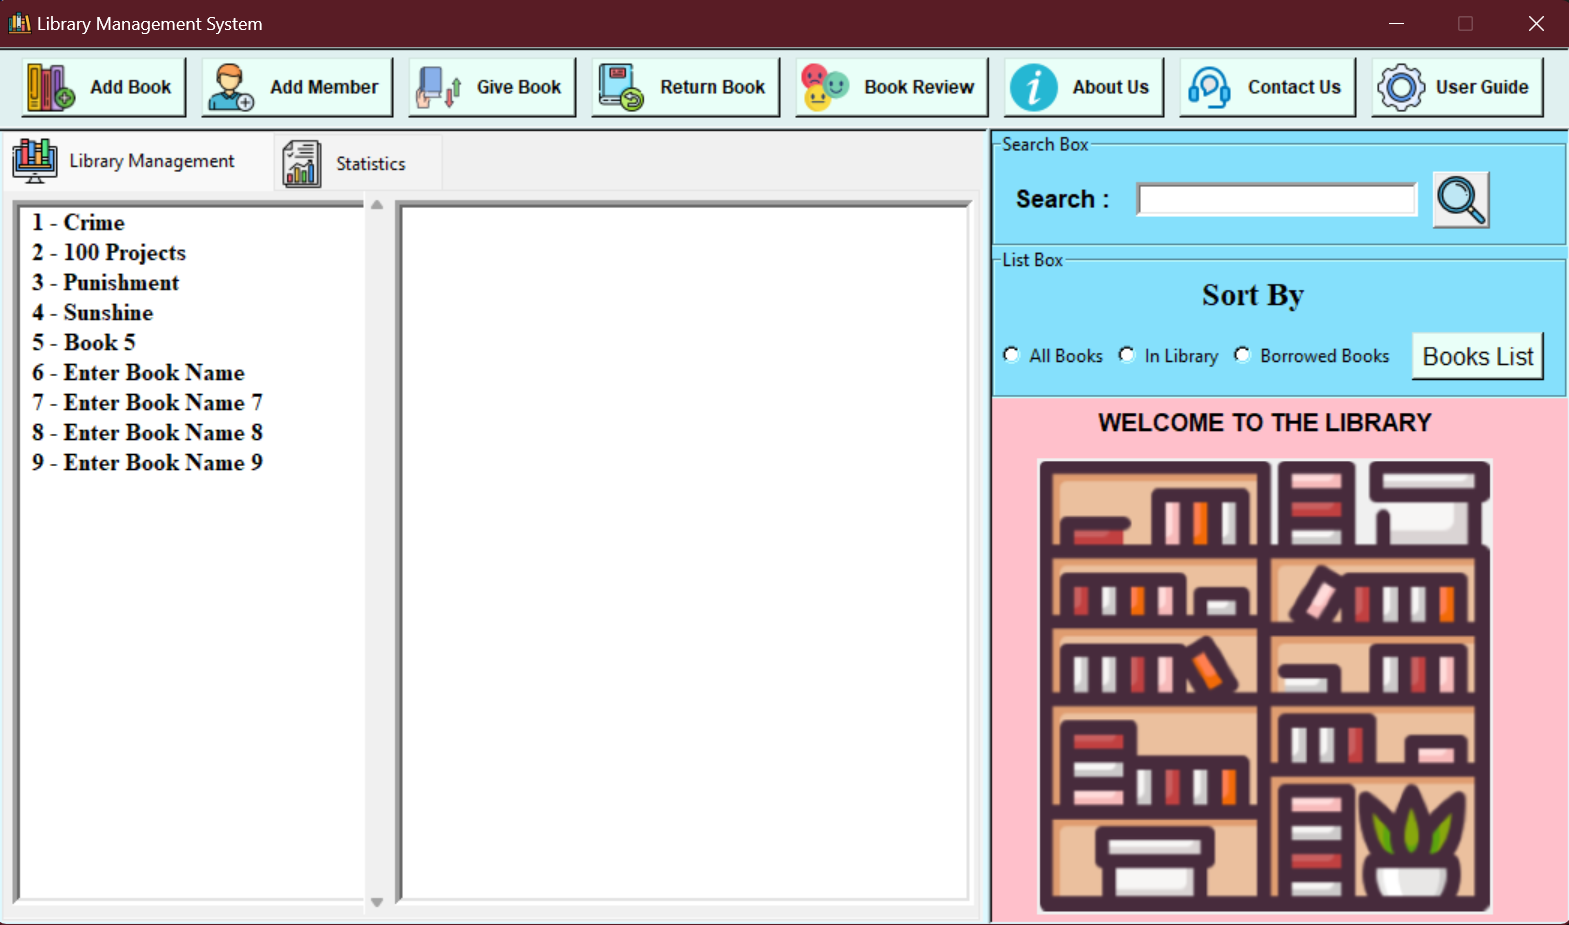 Library Management System
Add Book
Add Member
Give Book
Return Book
Book Review
About Us
Contact Us
User Guide
Library Management
Statistics
1 - Crime
2 - 100 Projects
3 - Punishment
4 - Sunshine
5 - Book 5
6 - Enter Book Name
7 - Enter Book Name 7
8 - Enter Book Name 8
9 - Enter Book Name 9
Search Box
Search :
List Box
Sort By
All Books
In Library
Borrowed Books
Books List
WELCOME TO THE LIBRARY